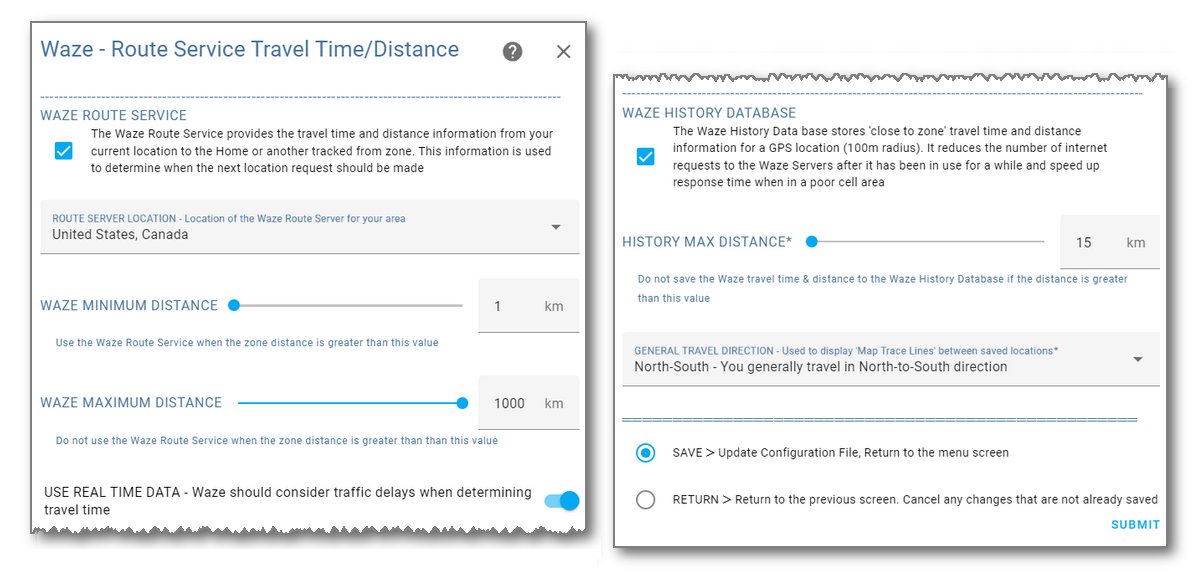 Waze - Route Service Travel Time/Distance
WAZE ROUTE SERVICE
The Waze Route Service provides the travel time and distance information from your
current location to the Home or another tracked from zone. This information is used
to determine when the next location request should be made
ROUTE SERVER LOCATION - Location of the Waze Route Server for your area
United States, Canada
WAZE MINIMUM DISTANCE 1 km
Use the Waze Route Service when the zone distance is greater than this value
WAZE MAXIMUM DISTANCE 1000 km
Do not use the Waze Route Service when the zone distance is greater than than this value
USE REAL TIME DATA - Waze should consider traffic delays when determining
travel time
WAZE HISTORY DATABASE
The Waze History Data base stores 'close to zone' travel time and distance
information for a GPS location (100m radius). It reduces the number of internet
requests to the Waze Servers after it has been in use for a while and speed up
response time when in a poor cell area
HISTORY MAX DISTANCE* 15 km
Do not save the Waze travel time & distance to the Waze History Database if the distance is greater
than this value
GENERAL TRAVEL DIRECTION - Used to display 'Map Trace Lines' between saved locations*
North-South - You generally travel in North-to-South direction
SAVE > Update Configuration File, Return to the menu screen
RETURN > Return to the previous screen. Cancel any changes that are not already saved
SUBMIT